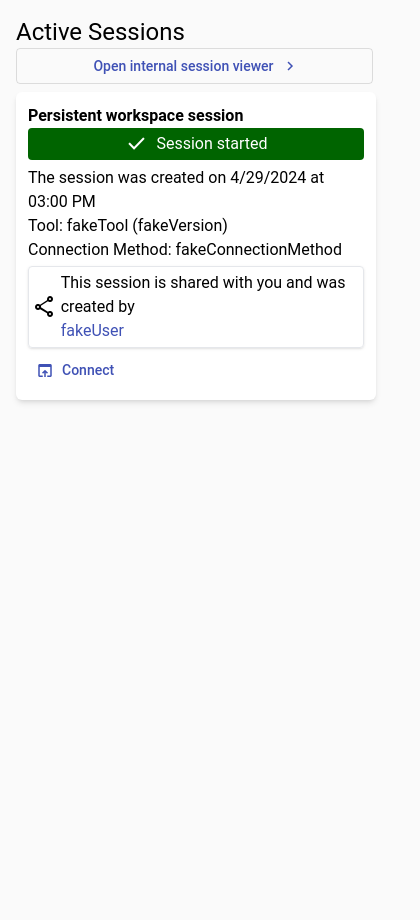 Active Sessions
Open internal session viewer
Persistent workspace session
Session started
The session was created on 4/29/2024 at
03:00 PM
Tool: fakeTool (fakeVersion)
Connection Method: fakeConnectionMethod
This session is shared with you and was
created by
fakeUser
Connect